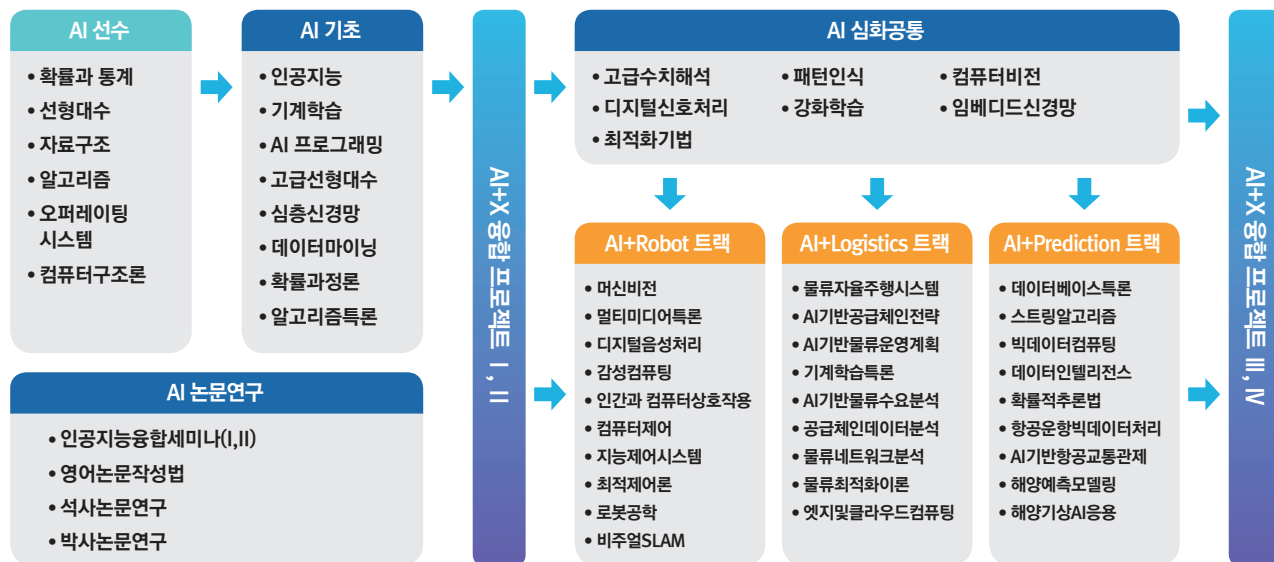 AI 선수
• 확률과 통계
• 선형대수
• 자료구조
• 알고리즘
• 오퍼레이팅
시스템
• 컴퓨터구조론
AI 기초
• 인공지능
• 기계학습
• AI 프로그래밍
• 고급선형대수
• 심층신경망
• 데이터마이닝
• 확률과정론
• 알고리즘특론
AI 논문연구
• 인공지능융합세미나(I,II)
• 영어논문작성법
• 석사논문연구
• 박사논문연구
AI+X 융합 프로젝트 Ⅰ, Ⅱ
AI 심화공통
• 고급수치해석
• 디지털신호처리
• 최적화기법
• 패턴인식
• 강화학습
• 컴퓨터비전
• 임베디드신경망
AI+Robot 트랙
• 머신비전
• 멀티미디어특론
• 디지털음성처리
• 감성컴퓨팅
• 인간과 컴퓨터상호작용
• 컴퓨터제어
• 지능제어시스템
• 최적제어론
• 로봇공학
• 비주얼SLAM
AI+Logistics 트랙
• 물류자율주행시스템
• AI기반공급체인전략
• AI기반물류운영계획
• 기계학습특론
• AI기반물류수요분석
• 공급체인데이터분석
• 물류네트워크분석
• 물류최적화이론
• 엣지및클라우드컴퓨팅
AI+Prediction 트랙
• 데이터베이스특론
• 스트링알고리즘
• 빅데이터컴퓨팅
• 데이터인텔리전스
• 확률적추론법
• 항공운항빅데이터처리
• AI기반항공교통관제
• 해양예측모델링
• 해양기상AI응용
AI+X 융합 프로젝트 Ⅲ, Ⅳ